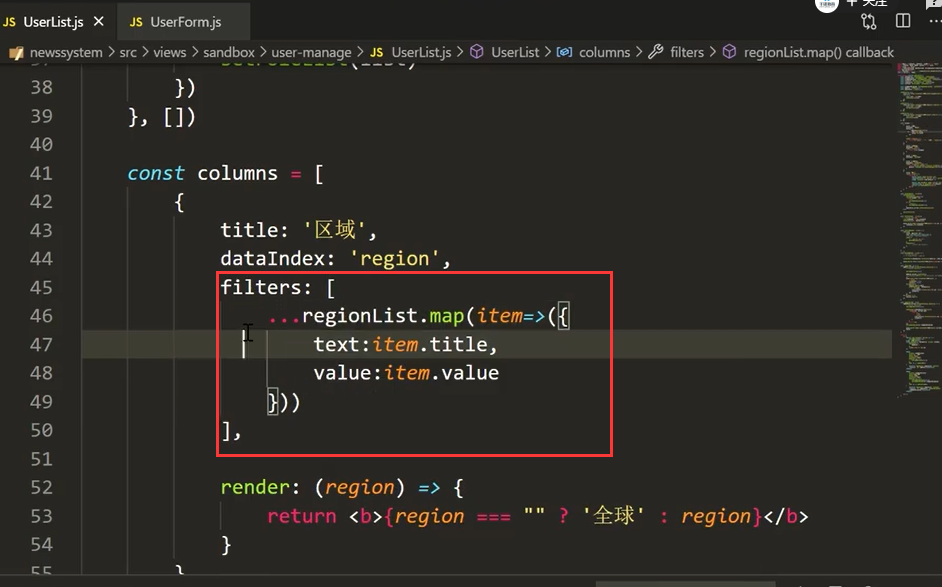 关注
JS UserList.js × JS UserForm.js
newssystem > src > views > sandbox > user-manage > JS UserList.js > UserList > columns > filters > regionList.map() callback
38 })
39 }, [])
40
41 const columns = [
42 {
43 title: '区域',
44 dataIndex: 'region',
45 filters: [
46 ...regionList.map(item=>({
47 text:item.title,
48 value:item.value
49 }))
50 ],
51
52 render: (region) => {
53 return <b>{region === "" ? '全球' : region}</b>
54 }
55 }